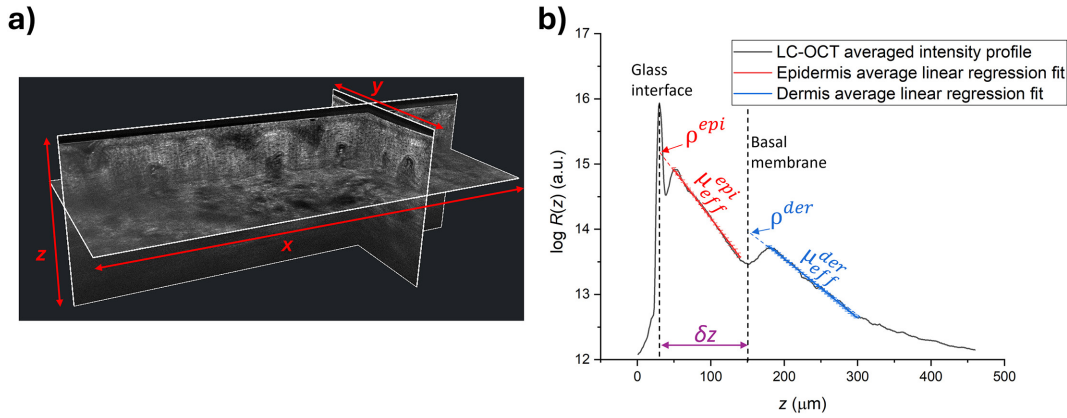 a)
y
z
x
b)
LC-OCT averaged intensity profile
Epidermis average linear regression fit
Dermis average linear regression fit
Glass
interface
Basal
membrane
ρ^epi
μ_eff^epi
ρ^der
μ_eff^der
δz
log R(z) (a.u.)
17
16
15
14
13
12
0
100
200
300
400
500
z (μm)